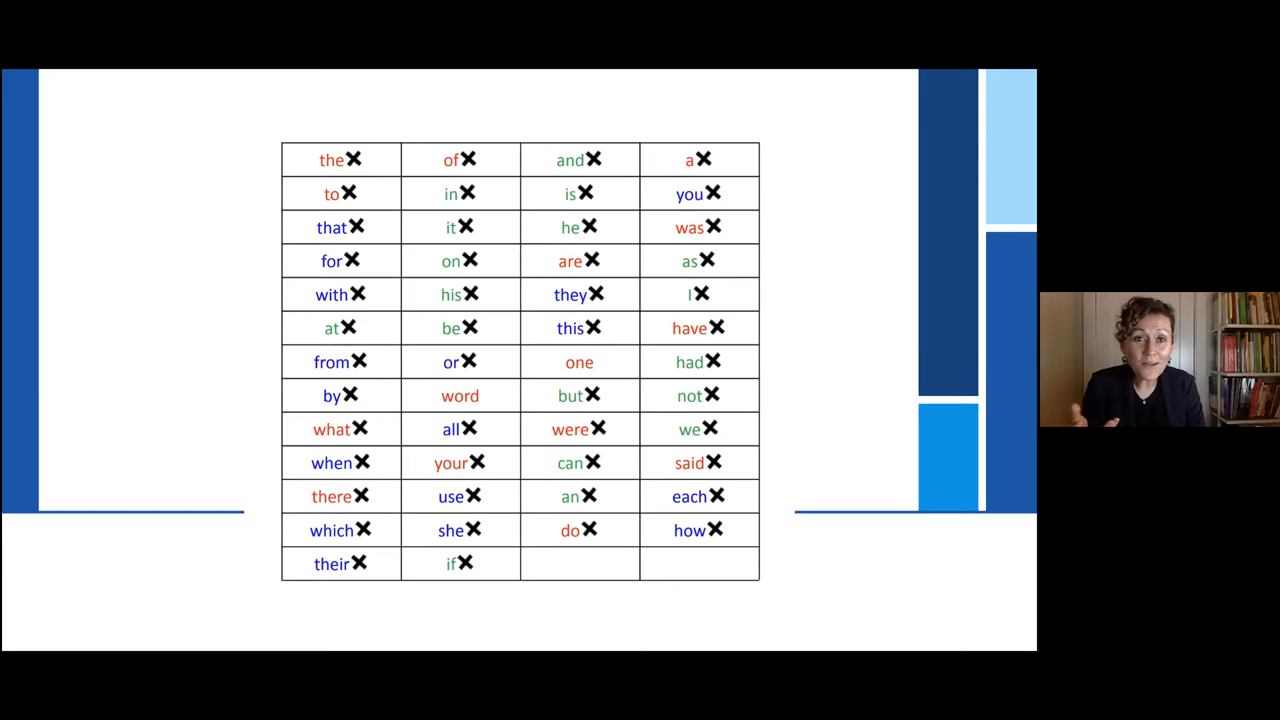 the✖ of✖ and✖ a✖
to✖ in✖ is✖ you✖
that✖ it✖ he✖ was✖
for✖ on✖ are✖ as✖
with✖ his✖ they✖ I✖
at✖ be✖ this✖ have✖
from✖ or✖ one had✖
by✖ word but✖ not✖
what✖ all✖ were✖ we✖
when✖ your✖ can✖ said✖
there✖ use✖ an✖ each✖
which✖ she✖ do✖ how✖
their✖ if✖